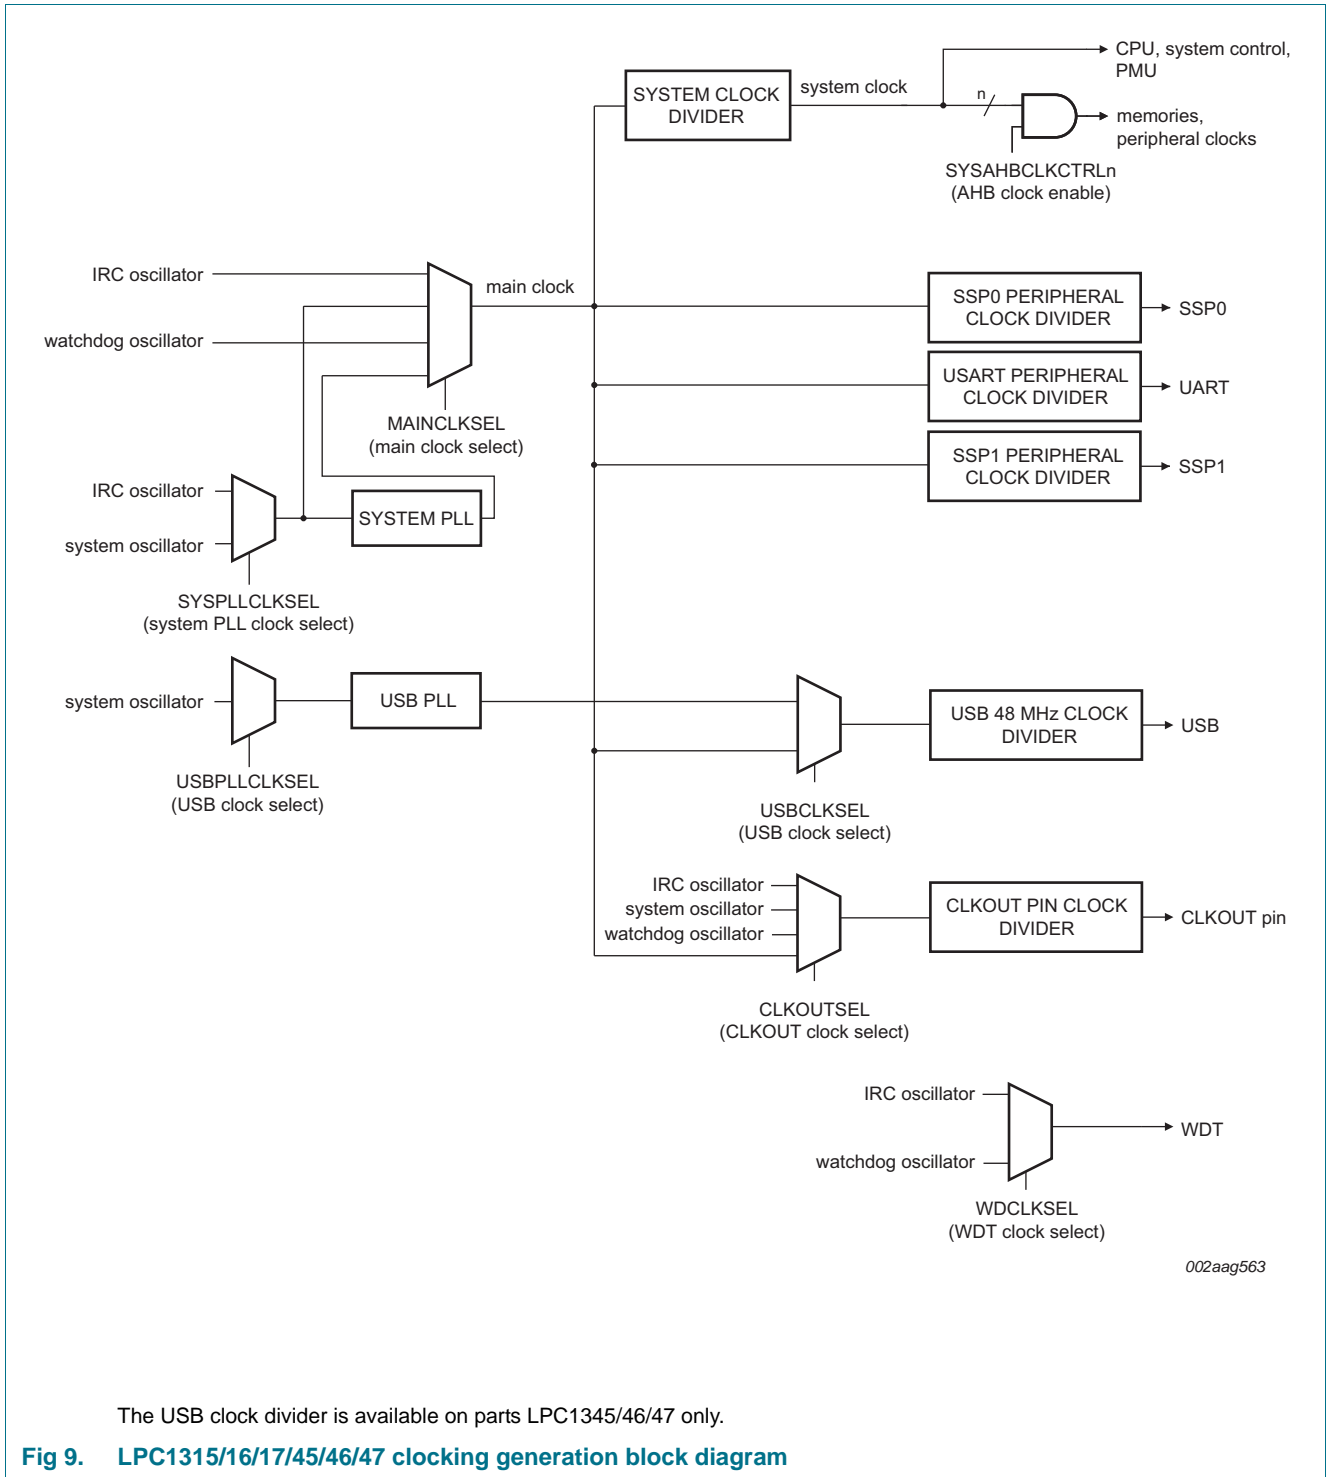 CPU, system control,
PMU
SYSTEM CLOCK
DIVIDER
system clock
n
memories,
peripheral clocks
SYSAHBCLKCTRLn
(AHB clock enable)
IRC oscillator
main clock
watchdog oscillator
MAINCLKSEL
(main clock select)
SSP0 PERIPHERAL
CLOCK DIVIDER
SSP0
USART PERIPHERAL
CLOCK DIVIDER
UART
SSP1 PERIPHERAL
CLOCK DIVIDER
SSP1
IRC oscillator
system oscillator
SYSTEM PLL
SYSPLLCLKSEL
(system PLL clock select)
system oscillator
USB PLL
USBPLLCLKSEL
(USB clock select)
USB 48 MHz CLOCK
DIVIDER
USB
USBCLKSEL
(USB clock select)
IRC oscillator
system oscillator
watchdog oscillator
CLKOUT PIN CLOCK
DIVIDER
CLKOUT pin
CLKOUTSEL
(CLKOUT clock select)
IRC oscillator
watchdog oscillator
WDT
WDCLKSEL
(WDT clock select)
002aag563
The USB clock divider is available on parts LPC1345/46/47 only.
Fig 9. LPC1315/16/17/45/46/47 clocking generation block diagram